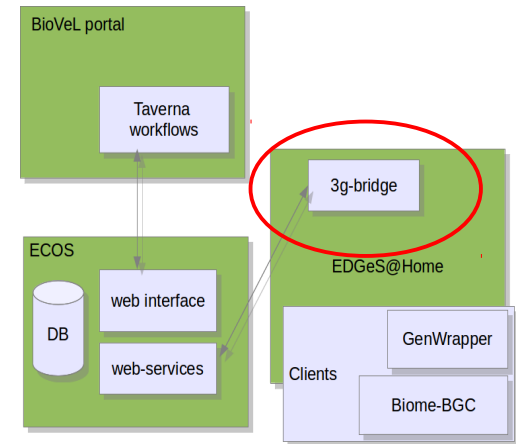 BioVeL portal
Taverna
workflows
3g-bridge
ECOS
EDGeS@Home
web interface
DB
web-services
GenWrapper
Clients
Biome-BGC